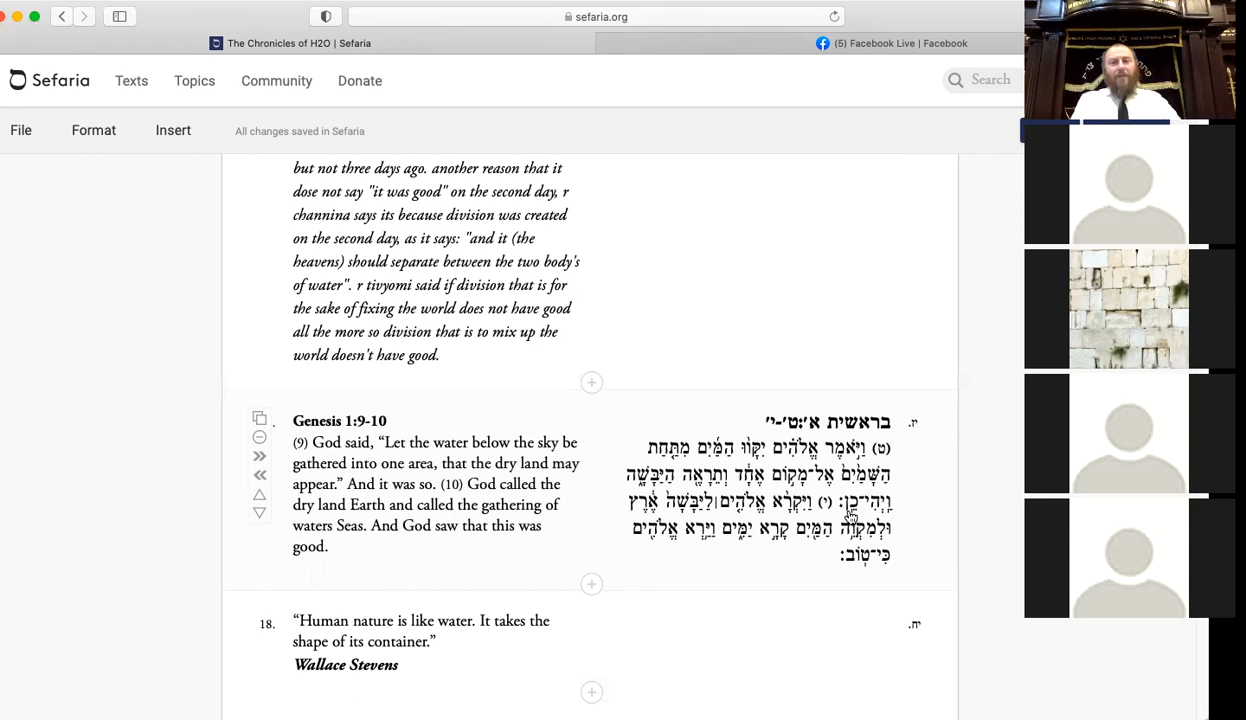 sefaria.org
The Chronicles of H2O | Sefaria
(5) Facebook Live | Facebook
Sefaria
Texts
Topics
Community
Donate
Search
File
Format
Insert
All changes saved in Sefaria
but not three days ago. another reason that it
dose not say "it was good" on the second day, r
channina says its because division was created
on the second day, as it says: "and it (the
heavens) should separate between the two body's
of water". r tivyomi said if division that is for
the sake of fixing the world does not have good
all the more so division that is to mix up the
world doesn't have good.
Genesis 1:9-10
(9) God said, “Let the water below the sky be
gathered into one area, that the dry land may
appear.” And it was so. (10) God called the
dry land Earth and called the gathering of
waters Seas. And God saw that this was
good.
יז.
בראשית א׳:ט׳-י׳
(ט) וַיֹּ֣אמֶר אֱלֹהִ֗ים יִקָּו֨וּ הַמַּ֜יִם מִתַּ֤חַת
הַשָּׁמַ֙יִם֙ אֶל־מָק֣וֹם אֶחָ֔ד וְתֵרָאֶ֖ה הַיַּבָּשָׁ֑ה
וַֽיְהִי־כֵֽן׃ (י) וַיִּקְרָ֨א אֱלֹהִ֤ים ׀ לַיַּבָּשָׁה֙ אֶ֔רֶץ
וּלְמִקְוֵ֥ה הַמַּ֖יִם קָרָ֣א יַמִּ֑ים וַיַּ֥רְא אֱלֹהִ֖ים
כִּי־טֽוֹב׃
18.
“Human nature is like water. It takes the
shape of its container.”
Wallace Stevens
יח.